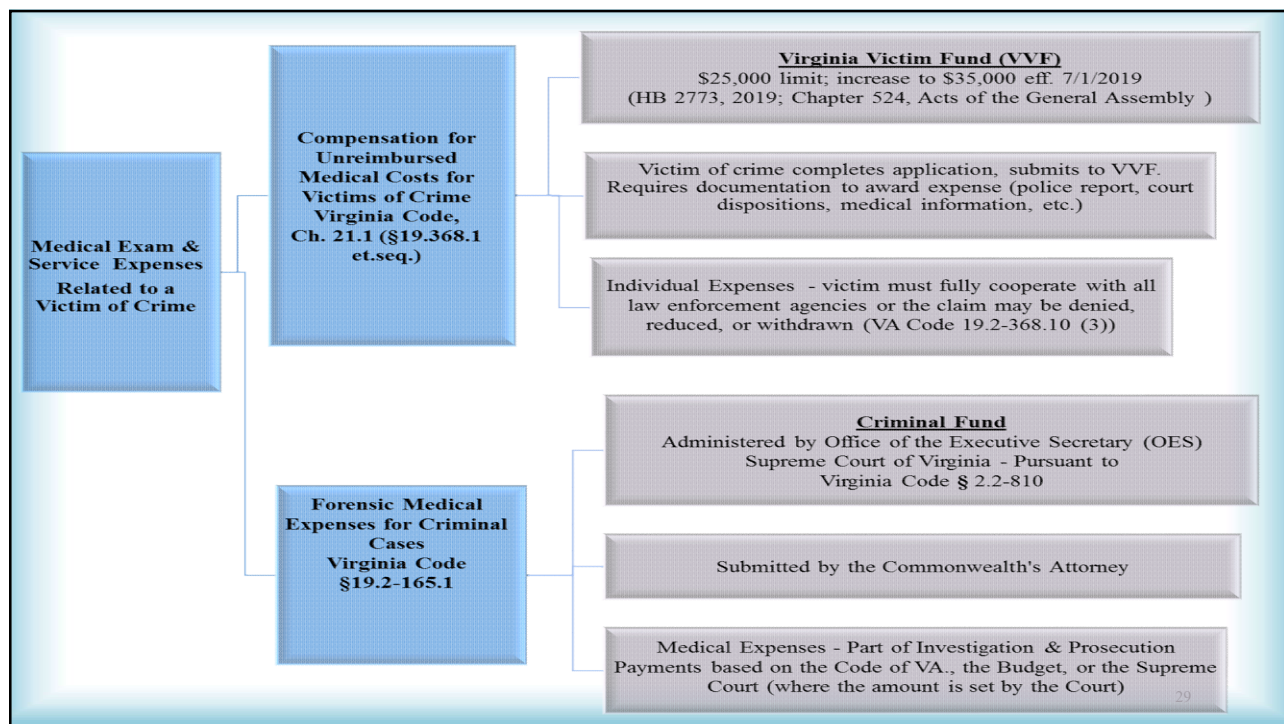 Medical Exam &
Service Expenses
Related to a
Victim of Crime
Compensation for
Unreimbursed
Medical Costs for
Victims of Crime
Virginia Code,
Ch. 21.1 (§19.368.1
et.seq.)
Virginia Victim Fund (VVF)
$25,000 limit; increase to $35,000 eff. 7/1/2019
(HB 2773, 2019; Chapter 524, Acts of the General Assembly )
Victim of crime completes application, submits to VVF.
Requires documentation to award expense (police report, court
dispositions, medical information, etc.)
Individual Expenses - victim must fully cooperate with all
law enforcement agencies or the claim may be denied,
reduced, or withdrawn (VA Code 19.2-368.10 (3))
Forensic Medical
Expenses for Criminal
Cases
Virginia Code
§19.2-165.1
Criminal Fund
Administered by Office of the Executive Secretary (OES)
Supreme Court of Virginia - Pursuant to
Virginia Code § 2.2-810
Submitted by the Commonwealth's Attorney
Medical Expenses - Part of Investigation & Prosecution
Payments based on the Code of VA., the Budget, or the Supreme
Court (where the amount is set by the Court)
29